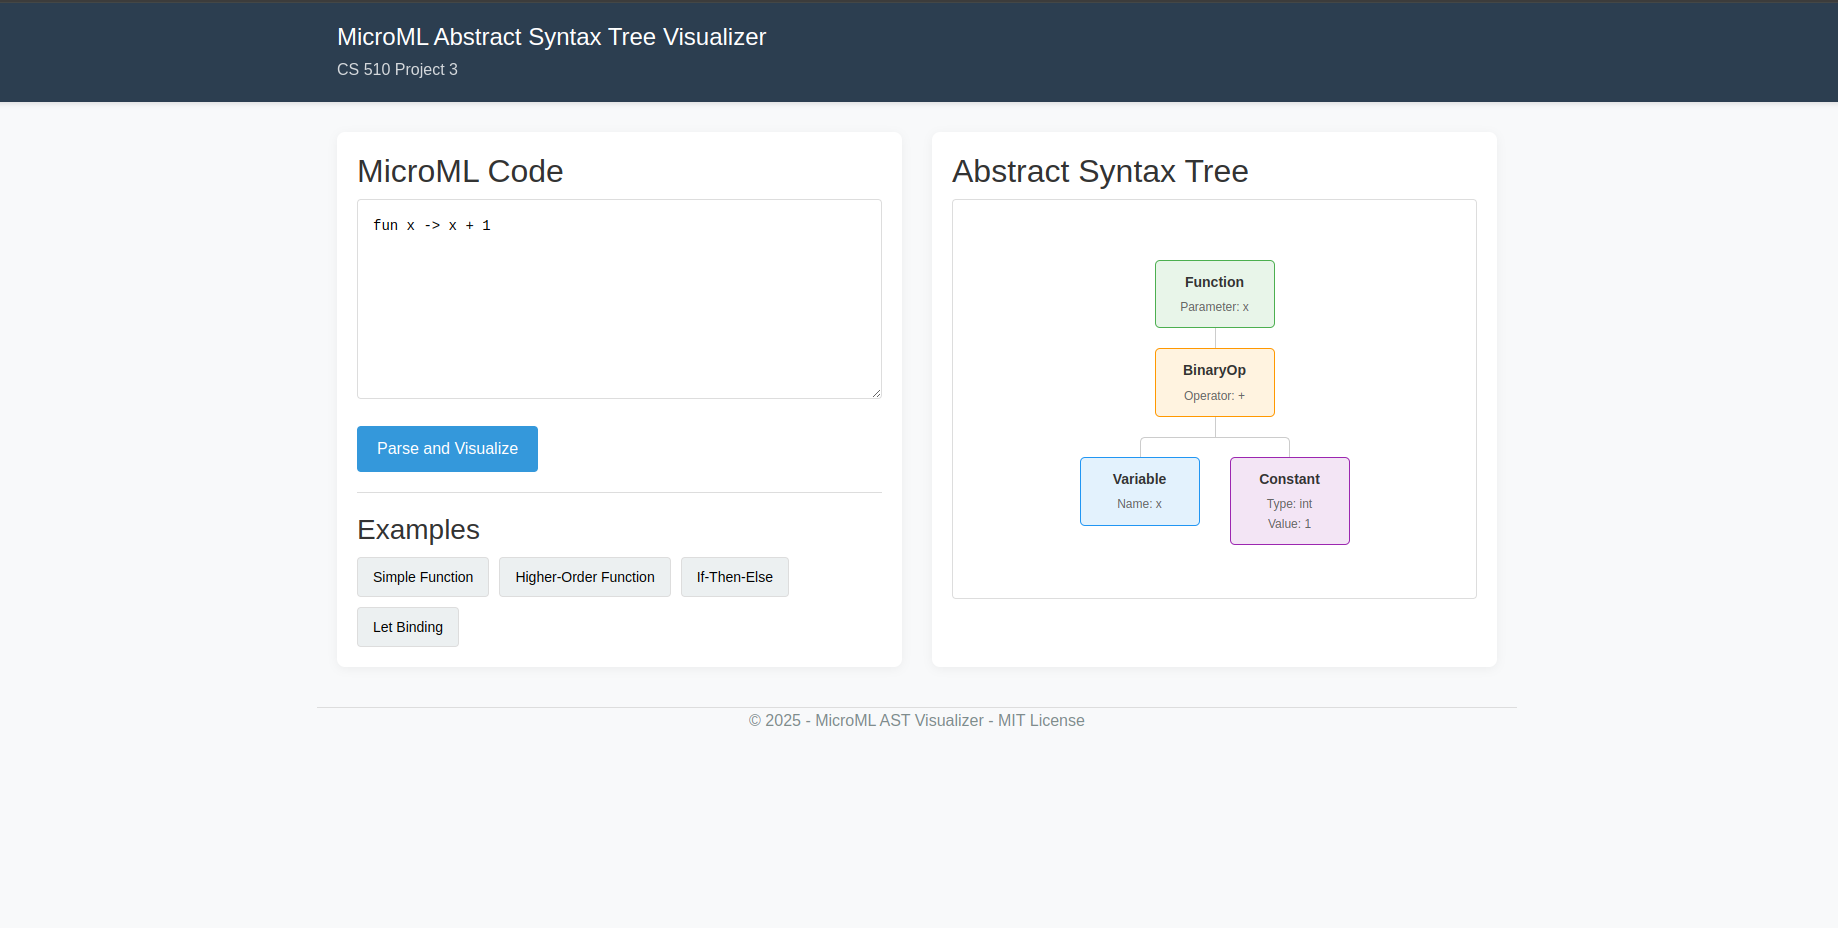 MicroML Abstract Syntax Tree Visualizer
CS 510 Project 3
MicroML Code
fun x -> x + 1
Parse and Visualize
Examples
Simple Function
Higher-Order Function
If-Then-Else
Let Binding
Abstract Syntax Tree
Function
Parameter: x
BinaryOp
Operator: +
Variable
Name: x
Constant
Type: int
Value: 1
© 2025 - MicroML AST Visualizer - MIT License